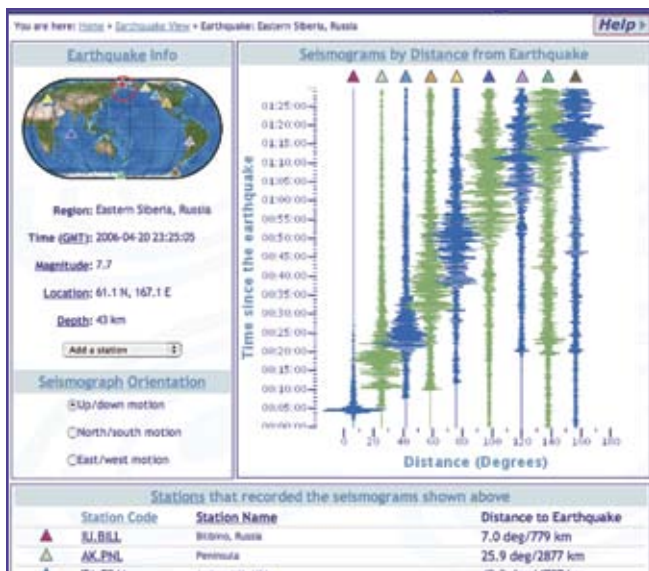 You are here: Home • Earthquake View • Earthquake: Eastern Siberia, Russia
Help
Earthquake Info
Region: Eastern Siberia, Russia
Time (GMT): 2006-04-20 23:25:05
Magnitude: 7.7
Location: 61.1 N, 167.1 E
Depth: 43 km
Add a station
Seismograph Orientation
Up/down motion
North/south motion
East/west motion
Seismograms by Distance from Earthquake
Time since the earthquake
01:25:00
01:20:00
01:15:00
01:10:00
01:05:00
01:00:00
00:55:00
00:50:00
00:45:00
00:40:00
00:35:00
00:30:00
00:25:00
00:20:00
00:15:00
00:10:00
00:05:00
00:00:00
0 20 40 60 80 100 120 140 160 180
Distance (Degrees)
Stations that recorded the seismograms shown above
Station Code Station Name Distance to Earthquake
IU.BILL Bilibino, Russia 7.0 deg/779 km
AK.PNL Peninsula 25.9 deg/2877 km